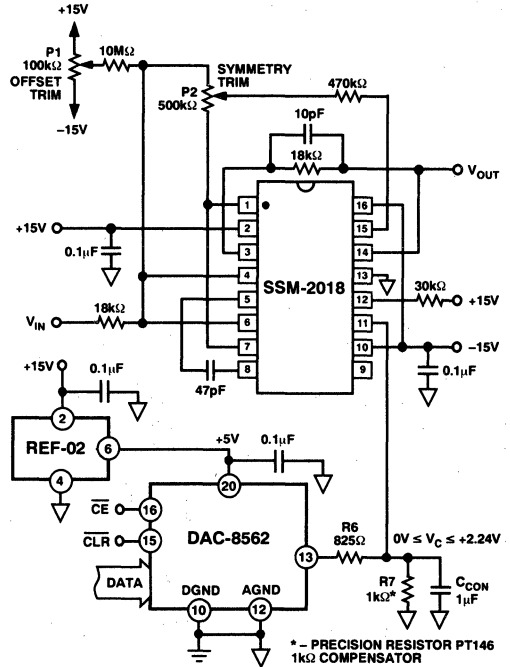 +15V
P1
100kΩ
OFFSET
TRIM
–15V
10MΩ
P2
500kΩ
SYMMETRY
TRIM
470kΩ
10pF
18kΩ
VOUT
+15V
0.1µF
1
2
3
4
5
6
7
8
SSM-2018
16
15
14
13
12
11
10
9
30kΩ
+15V
–15V
0.1µF
18kΩ
VIN
47pF
+15V
0.1µF
2
REF-02
6
4
+5V
0.1µF
20
CE
16
CLR
15
DAC-8562
13
DATA
DGND
10
AGND
12
R6
825Ω
0V ≤ VC ≤ +2.24V
R7
1kΩ*
CCON
1µF
* – PRECISION RESISTOR PT146
1kΩ COMPENSATOR